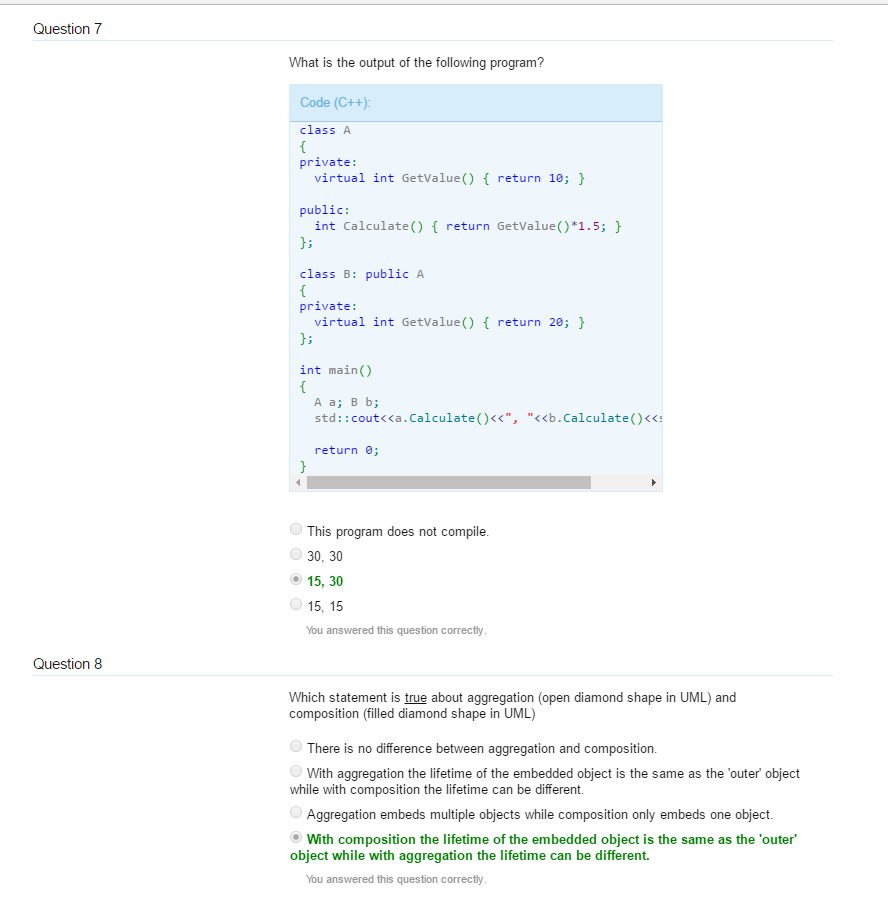 Question 7
What is the output of the following program?
Code (C++):
class A
{
private:
virtual int GetValue() { return 10; }
public:
int Calculate() { return GetValue()*1.5; }
};
class B: public A
{
private:
virtual int GetValue() { return 20; }
};
int main()
{
A a; B b;
std::cout<<a.Calculate()<<", "<<b.Calculate()<<
return 0;
}
This program does not compile.
30, 30
15, 30
15, 15
You answered this question correctly.
Question 8
Which statement is true about aggregation (open diamond shape in UML) and
composition (filled diamond shape in UML)
There is no difference between aggregation and composition.
With aggregation the lifetime of the embedded object is the same as the 'outer' object
while with composition the lifetime can be different.
Aggregation embeds multiple objects while composition only embeds one object.
With composition the lifetime of the embedded object is the same as the 'outer'
object while with aggregation the lifetime can be different.
You answered this question correctly.